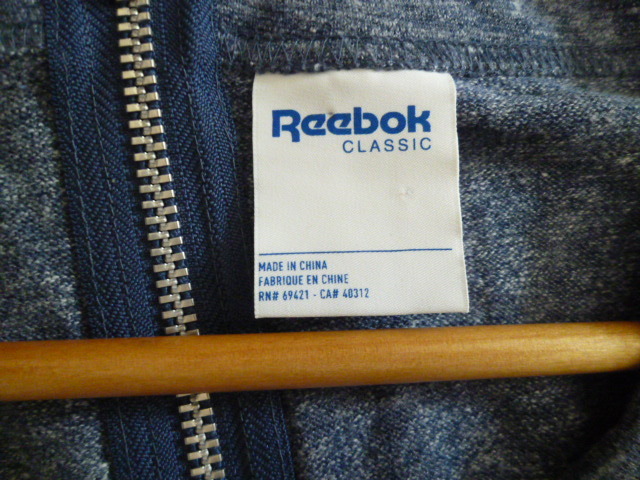 Reebok
CLASSIC
MADE IN CHINA
FABRIQUE EN CHINE
RN# 69421 - CA# 40312